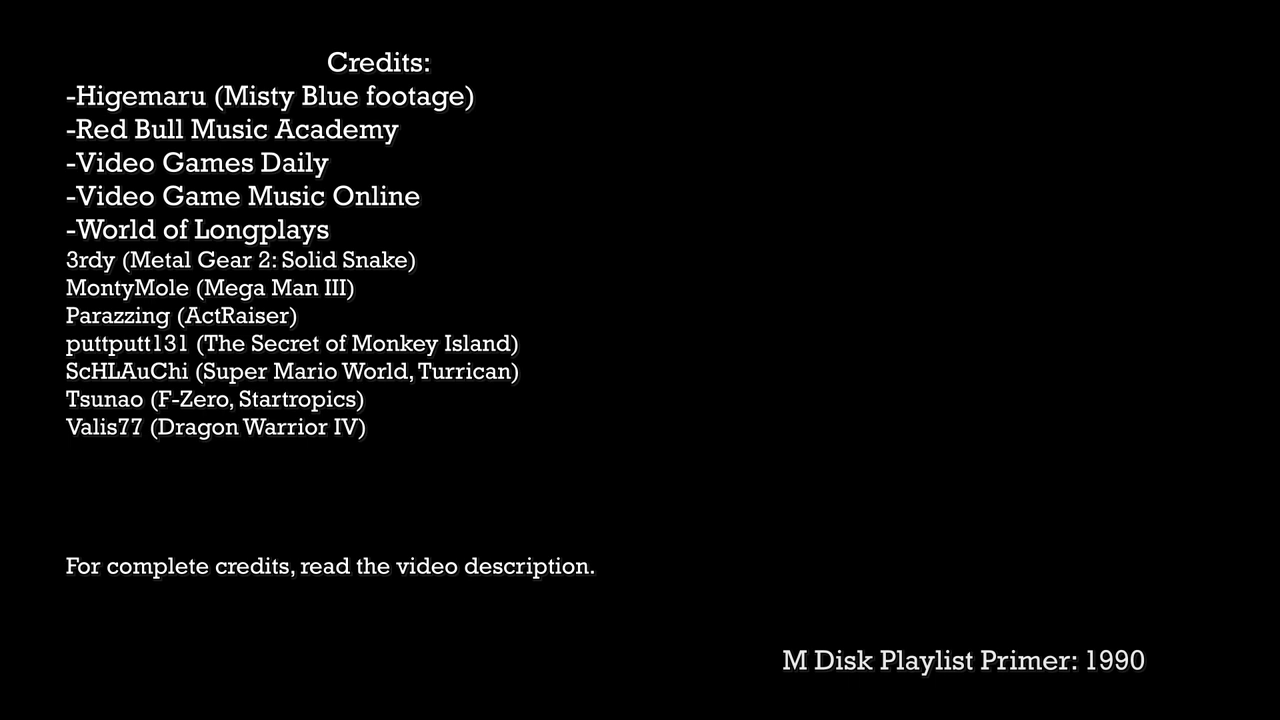 Credits:
-Higemaru (Misty Blue footage)
-Red Bull Music Academy
-Video Games Daily
-Video Game Music Online
-World of Longplays
3rdy (Metal Gear 2: Solid Snake)
MontyMole (Mega Man III)
Parazzing (ActRaiser)
puttputt131 (The Secret of Monkey Island)
ScHLAuChi (Super Mario World, Turrican)
Tsunao (F-Zero, Startropics)
Valis77 (Dragon Warrior IV)
For complete credits, read the video description.
M Disk Playlist Primer: 1990